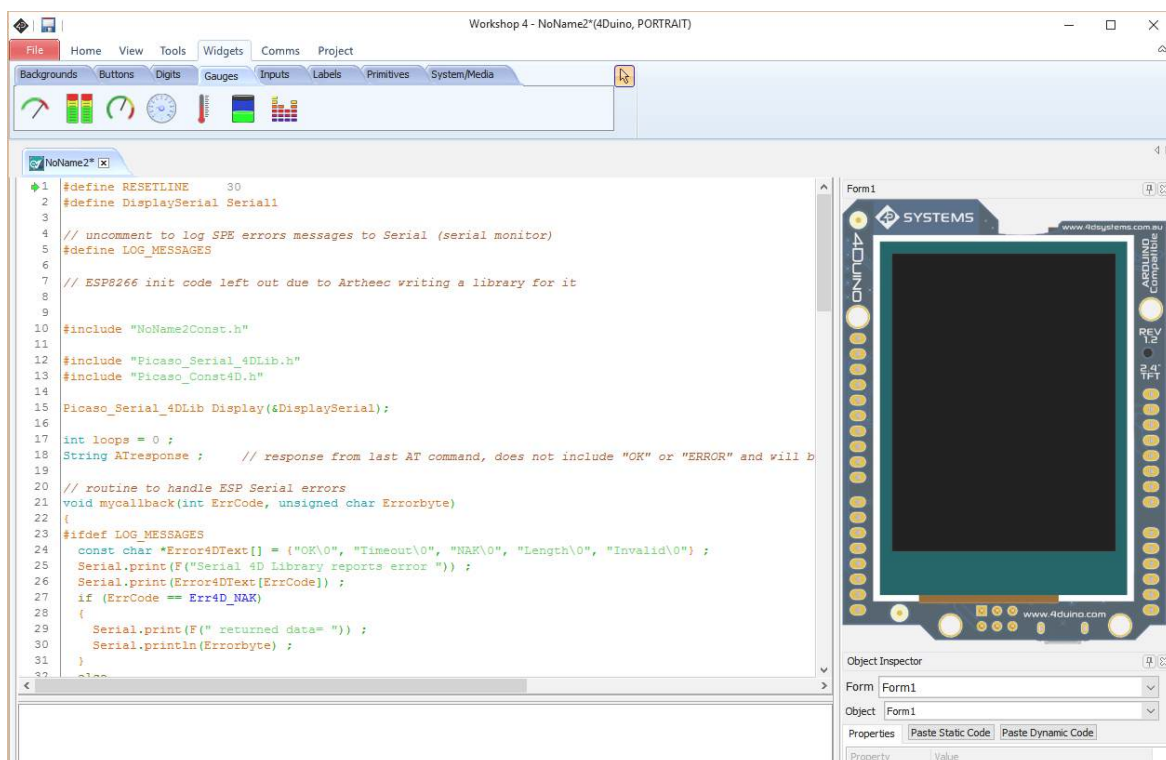 Workshop 4 - NoName2*(4Duino, PORTRAIT)
File Home View Tools Widgets Comms Project
Backgrounds Buttons Digits Gauges Inputs Labels Primitives System/Media
NoName2*
1 #define RESETLINE 30
2 #define DisplaySerial Serial1
3
4 // uncomment to log SPE errors messages to Serial (serial monitor)
5 #define LOG_MESSAGES
6
7 // ESP8266 init code left out due to Artheec writing a library for it
8
9
10 #include "NoName2Const.h"
11
12 #include "Picaso_Serial_4DLib.h"
13 #include "Picaso_Const4D.h"
14
15 Picaso_Serial_4DLib Display(&DisplaySerial);
16
17 int loops = 0 ;
18 String ATresponse ; // response from last AT command, does not include "OK" or "ERROR" and will b
19
20 // routine to handle ESP Serial errors
21 void mycallback(int ErrCode, unsigned char Errorbyte)
22 {
23 #ifdef LOG_MESSAGES
24 const char *Error4DText[] = {"OK\0", "Timeout\0", "NAK\0", "Length\0", "Invalid\0"} ;
25 Serial.print(F("Serial 4D Library reports error ")) ;
26 Serial.print(Error4DText[ErrCode]) ;
27 if (ErrCode == Err4D_NAK)
28 {
29 Serial.print(F(" returned data= ")) ;
30 Serial.println(Errorbyte) ;
31 }
32 else
Form1
4D SYSTEMS
www.4dsystems.com.au
4DUINO
ARDUINO
Compatible
REV
1.2
2.4"
TFT
www.4duino.com
Object Inspector
Form Form1
Object Form1
Properties Paste Static Code Paste Dynamic Code
Property Value